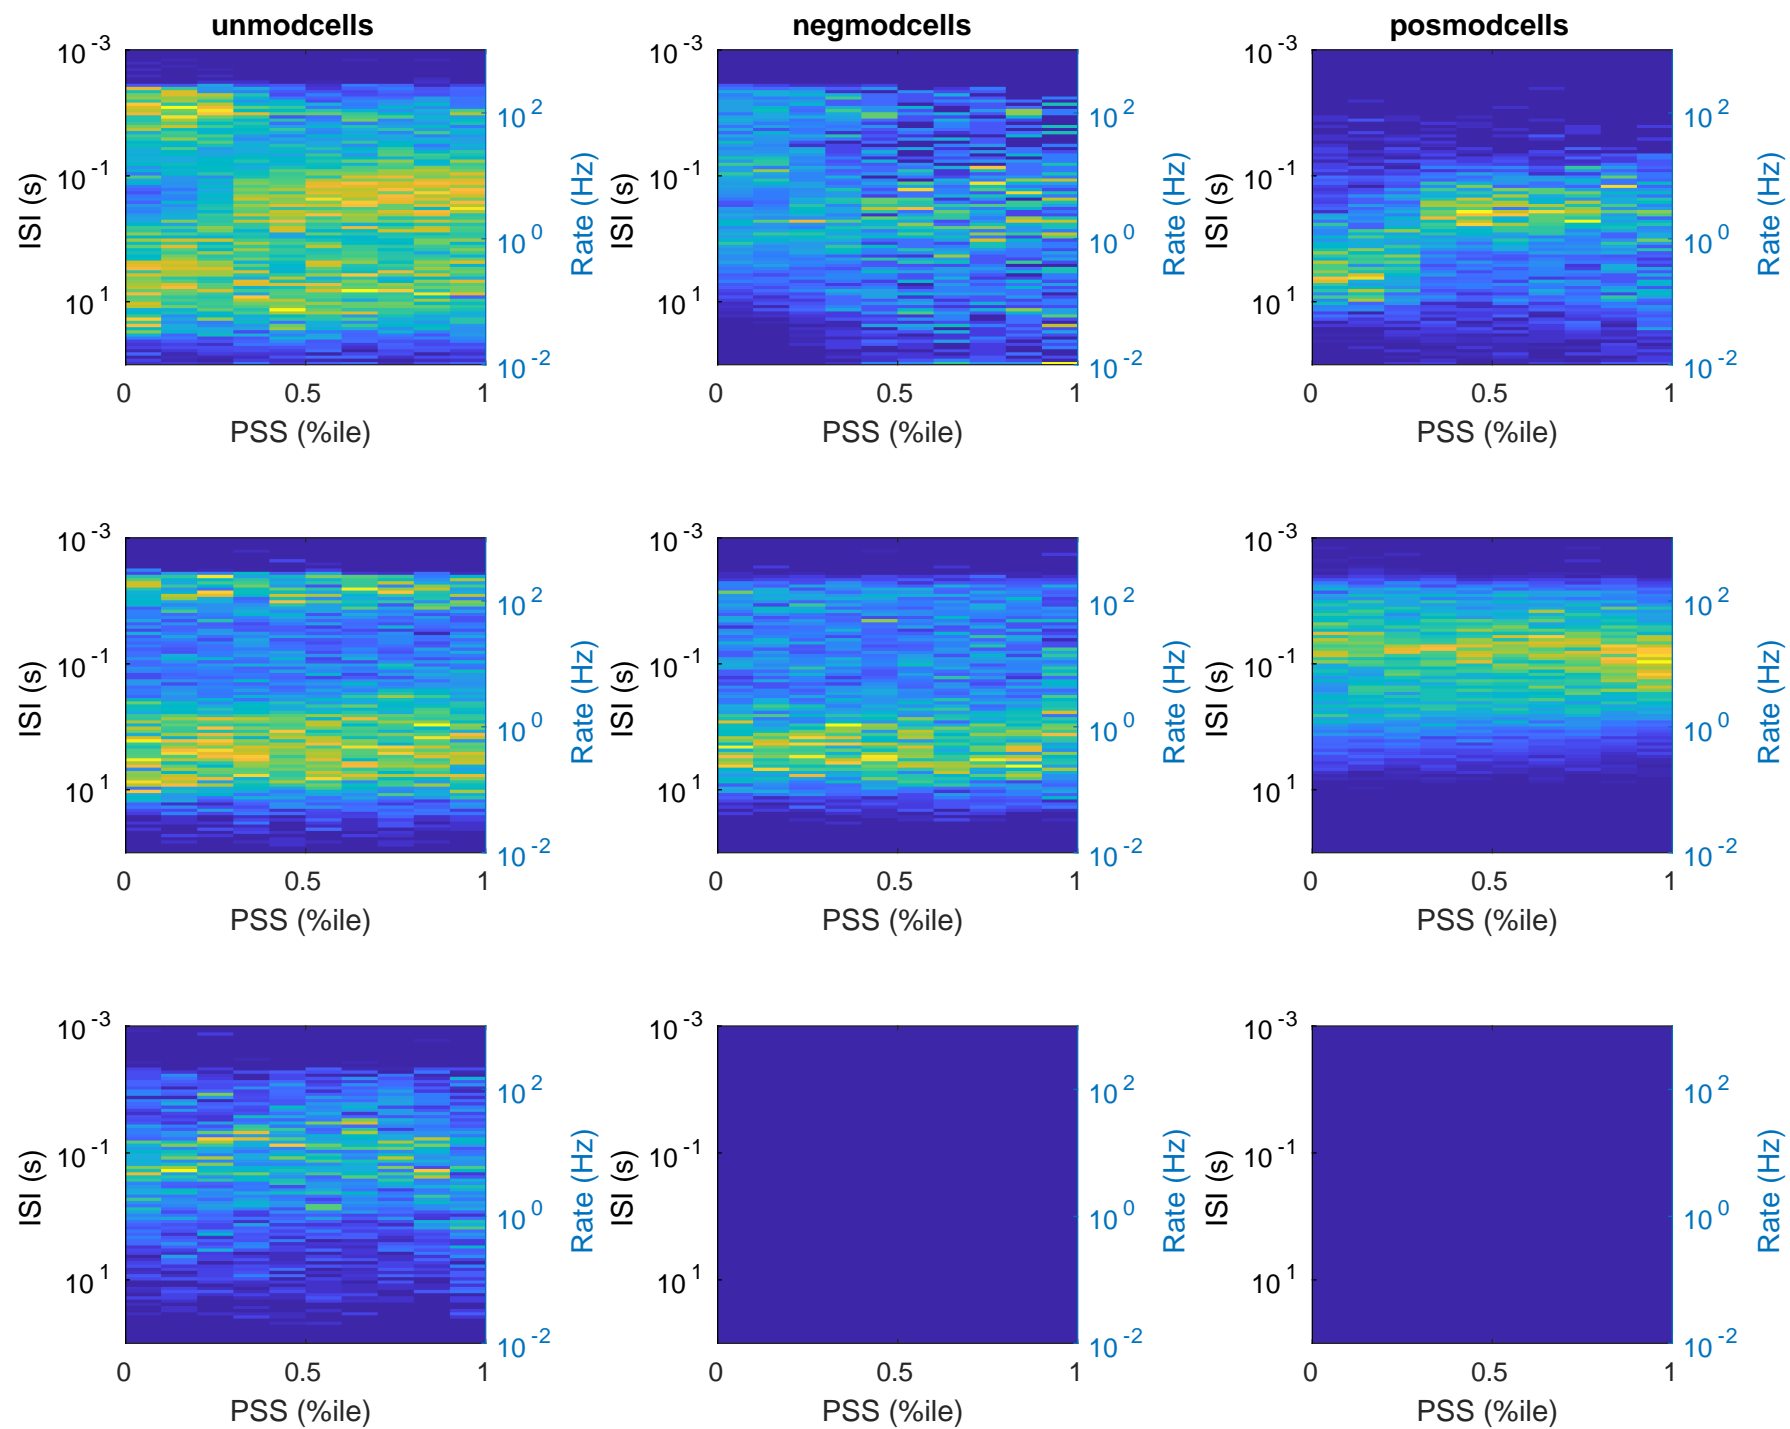 unmodcells negmodcells posmodcells
10^-3 10^-3 10^-3
10^2 10^2 10^2
10^-1 10^-1 10^-1
ISI (s) Rate (Hz) ISI (s) Rate (Hz) ISI (s) Rate (Hz)
10^0 10^0 10^0
10^1 10^1 10^1
10^-2 10^-2 10^-2
0 0.5 1 0 0.5 1 0 0.5 1
PSS (%ile) PSS (%ile) PSS (%ile)
10^-3 10^-3 10^-3
10^2 10^2 10^2
10^-1 10^-1 10^-1
ISI (s) Rate (Hz) ISI (s) Rate (Hz) ISI (s) Rate (Hz)
10^0 10^0 10^0
10^1 10^1 10^1
10^-2 10^-2 10^-2
0 0.5 1 0 0.5 1 0 0.5 1
PSS (%ile) PSS (%ile) PSS (%ile)
10^-3 10^-3 10^-3
10^2 10^2 10^2
10^-1 10^-1 10^-1
ISI (s) Rate (Hz) ISI (s) Rate (Hz) ISI (s) Rate (Hz)
10^0 10^0 10^0
10^1 10^1 10^1
10^-2 10^-2 10^-2
0 0.5 1 0 0.5 1 0 0.5 1
PSS (%ile) PSS (%ile) PSS (%ile)